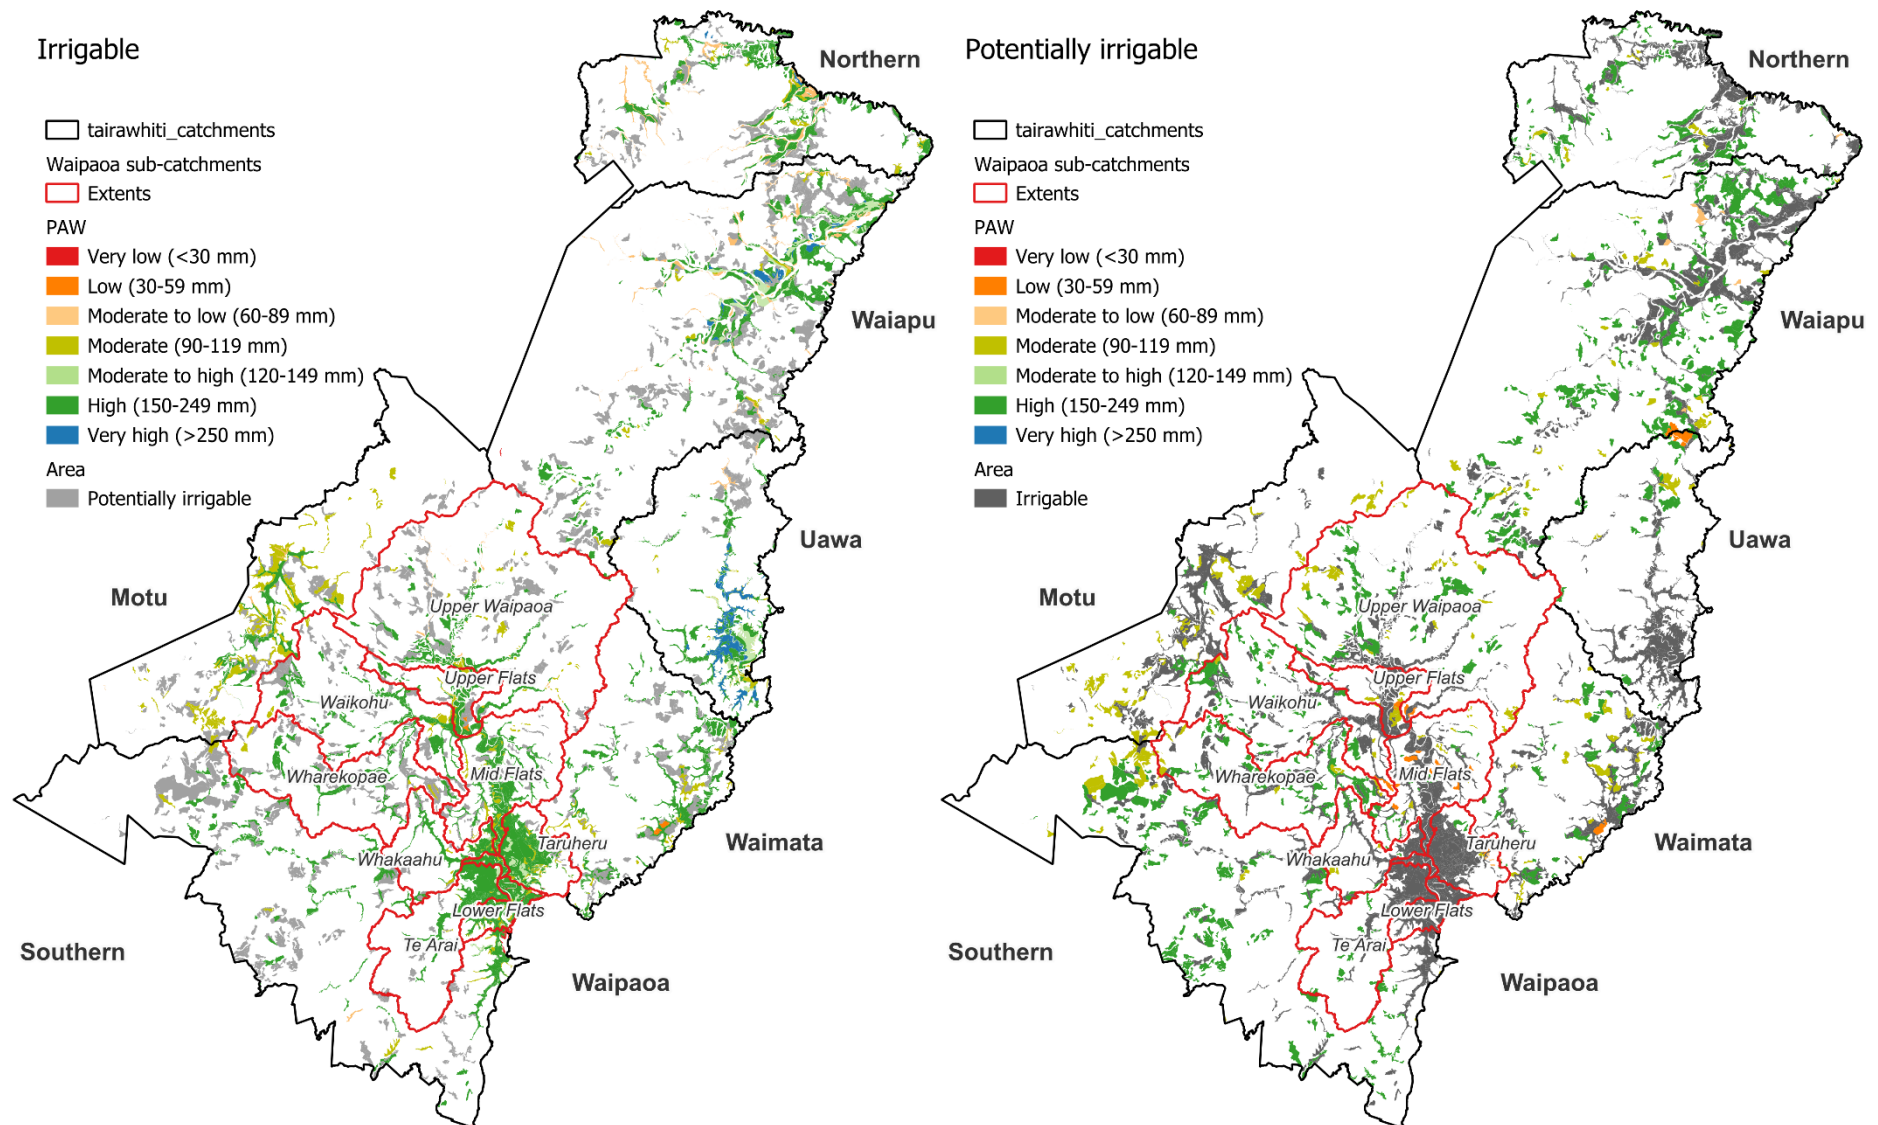 Irrigable
tairawhiti_catchments
Waipaoa sub-catchments
Extents
PAW
Very low (<30 mm)
Low (30-59 mm)
Moderate to low (60-89 mm)
Moderate (90-119 mm)
Moderate to high (120-149 mm)
High (150-249 mm)
Very high (>250 mm)
Area
Potentially irrigable
Northern
Waiapu
Uawa
Motu
Upper Waipaoa
Upper Flats
Waikohu
Wharekopae
Mid Flats
Waimata
Whakaahu
Taruheru
Lower Flats
Te Arai
Southern
Waipaoa
Potentially irrigable
tairawhiti_catchments
Waipaoa sub-catchments
Extents
PAW
Very low (<30 mm)
Low (30-59 mm)
Moderate to low (60-89 mm)
Moderate (90-119 mm)
Moderate to high (120-149 mm)
High (150-249 mm)
Very high (>250 mm)
Area
Irrigable
Northern
Waiapu
Uawa
Motu
Upper Waipaoa
Upper Flats
Waikohu
Wharekopae
Mid Flats
Waimata
Whakaahu
Taruheru
Lower Flats
Te Arai
Southern
Waipaoa